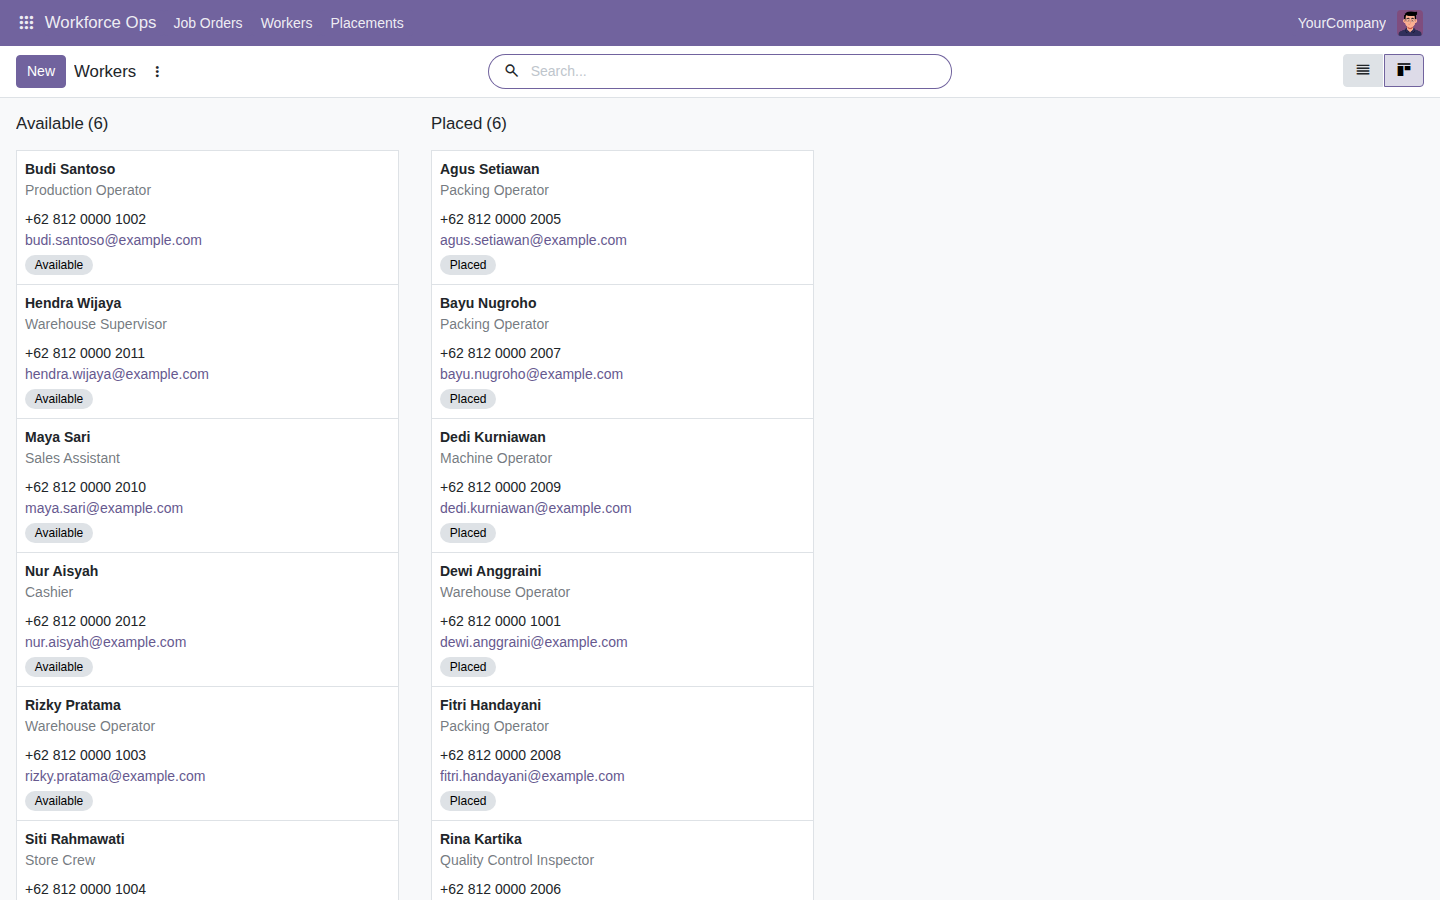 Workforce Ops Job Orders Workers Placements YourCompany
New Workers Search...
Available (6)
Budi Santoso
Production Operator
+62 812 0000 1002
budi.santoso@example.com
Available
Hendra Wijaya
Warehouse Supervisor
+62 812 0000 2011
hendra.wijaya@example.com
Available
Maya Sari
Sales Assistant
+62 812 0000 2010
maya.sari@example.com
Available
Nur Aisyah
Cashier
+62 812 0000 2012
nur.aisyah@example.com
Available
Rizky Pratama
Warehouse Operator
+62 812 0000 1003
rizky.pratama@example.com
Available
Siti Rahmawati
Store Crew
+62 812 0000 1004
Placed (6)
Agus Setiawan
Packing Operator
+62 812 0000 2005
agus.setiawan@example.com
Placed
Bayu Nugroho
Packing Operator
+62 812 0000 2007
bayu.nugroho@example.com
Placed
Dedi Kurniawan
Machine Operator
+62 812 0000 2009
dedi.kurniawan@example.com
Placed
Dewi Anggraini
Warehouse Operator
+62 812 0000 1001
dewi.anggraini@example.com
Placed
Fitri Handayani
Packing Operator
+62 812 0000 2008
fitri.handayani@example.com
Placed
Rina Kartika
Quality Control Inspector
+62 812 0000 2006